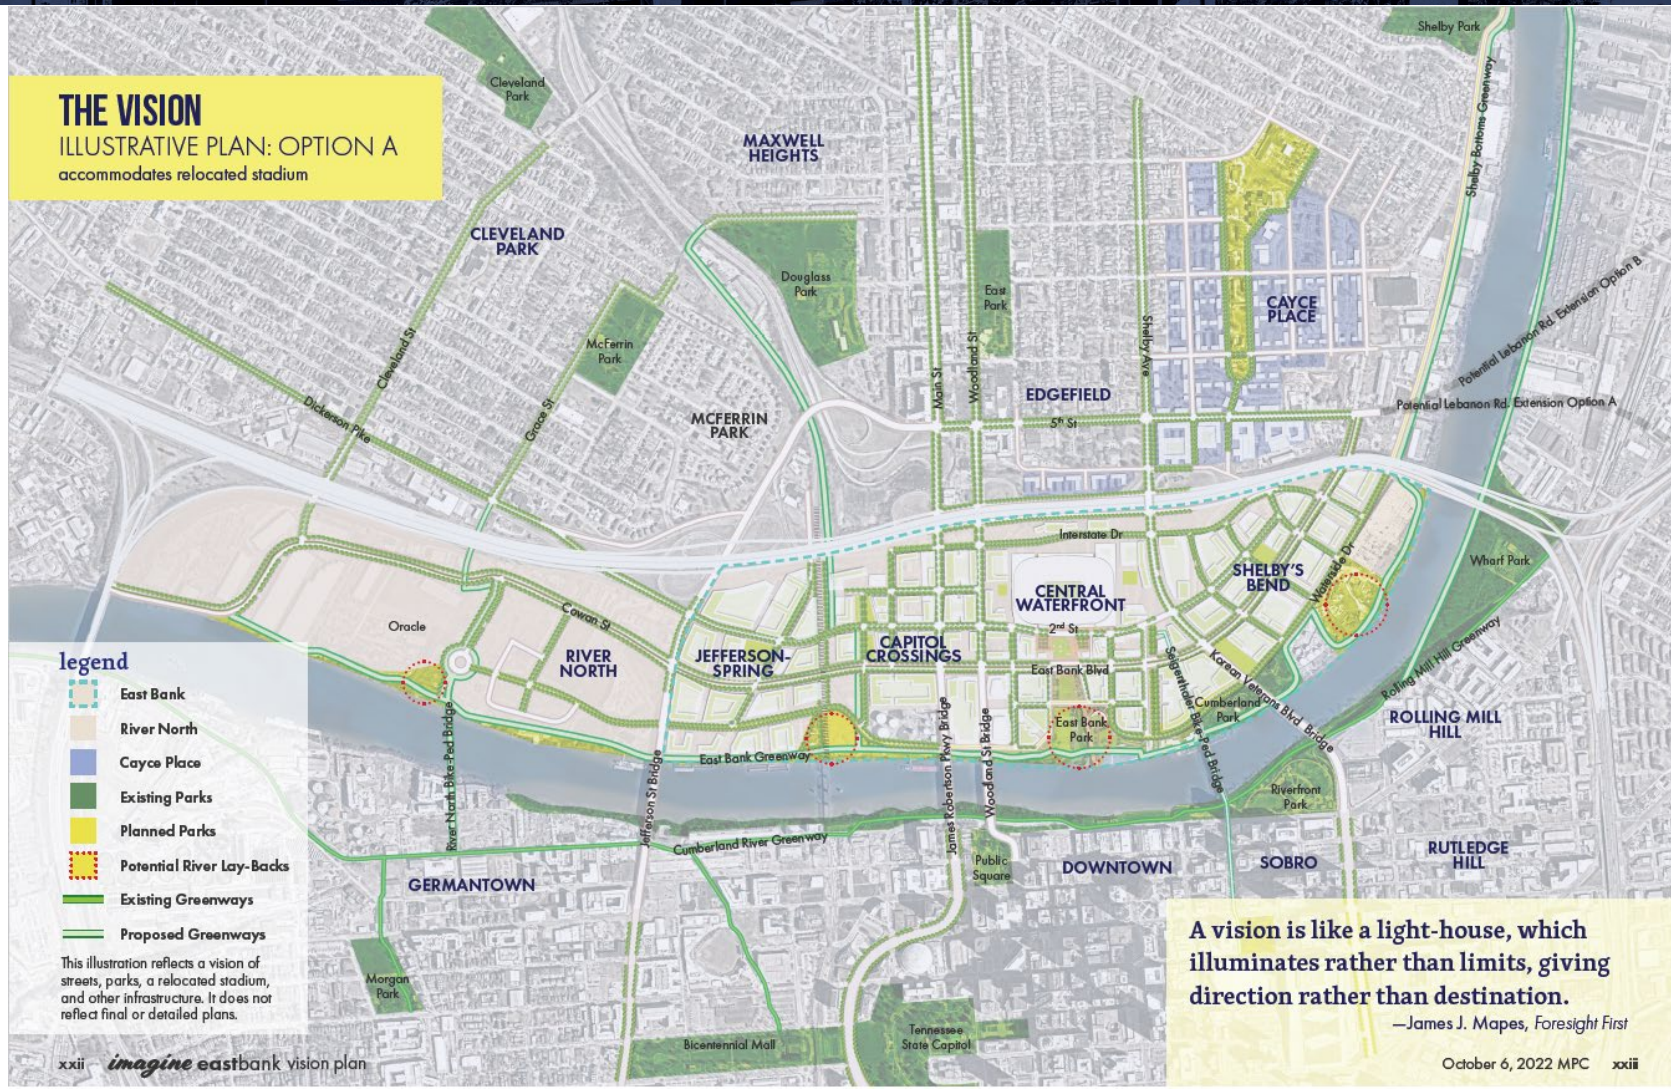 THE VISION
ILLUSTRATIVE PLAN: OPTION A
accommodates relocated stadium
Shelby Park
Cleveland
Park
MAXWELL
HEIGHTS
Shelby Bottoms Greenway
CLEVELAND
PARK
Douglass
Park
East
Park
CAYCE
PLACE
Potential Lebanon Rd. Extension Option B
McFerrin
Park
Cleveland St
Main St
Woodland St
Shelby Ave
EDGEFIELD
Potential Lebanon Rd. Extension Option A
Dickerson Pike
Grace St
MCFERRIN
PARK
5th St
Interstate Dr
Wharf Park
SHELBY'S
BEND
Waterside Dr
CENTRAL
WATERFRONT
Cowan St
Oracle
2nd St
CAPITOL
CROSSINGS
RIVER
NORTH
JEFFERSON-
SPRING
East Bank Blvd
Seigenthaler Bike-Ped Bridge
Korean Veterans Blvd Bridge
Rolling Mill Hill Greenway
Cumberland
Park
East Bank
Park
ROLLING MILL
HILL
River North Bike-Ped Bridge
Jefferson St Bridge
East Bank Greenway
James Robertson Pkwy Bridge
Woodland St Bridge
Riverfront
Park
Cumberland River Greenway
Public
Square
DOWNTOWN
SOBRO
RUTLEDGE
HILL
GERMANTOWN
Morgan
Park
Bicentennial Mall
Tennessee
State Capitol
legend
East Bank
River North
Cayce Place
Existing Parks
Planned Parks
Potential River Lay-Backs
Existing Greenways
Proposed Greenways
This illustration reflects a vision of
streets, parks, a relocated stadium,
and other infrastructure. It does not
reflect final or detailed plans.
A vision is like a light-house, which
illuminates rather than limits, giving
direction rather than destination.
—James J. Mapes, Foresight First
xxii imagine eastbank vision plan
October 6, 2022 MPC xxiii